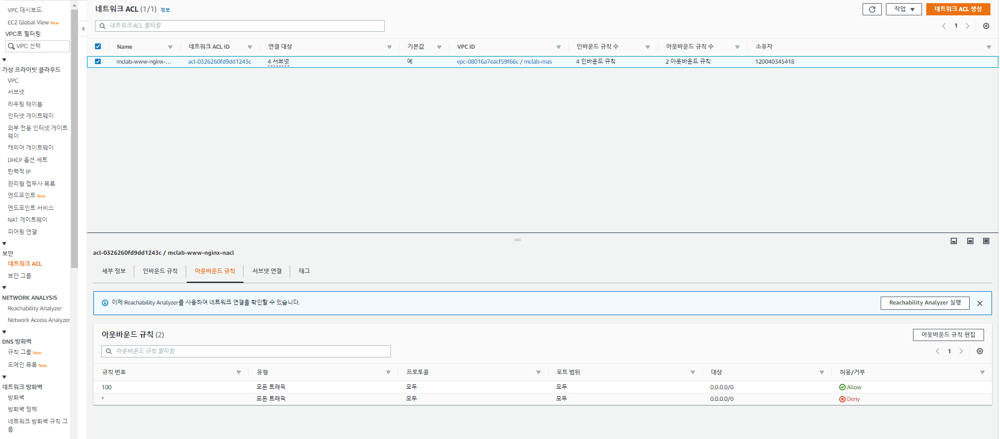 VPC 대시보드
EC2 Global View New
VPC로 필터링:
VPC 선택
가상 프라이빗 클라우드
VPC
서브넷
라우팅 테이블
인터넷 게이트웨이
외부 전용 인터넷 게이트
웨이
캐리어 게이트웨이
DHCP 옵션 세트
탄력적 IP
관리형 접두사 목록
엔드포인트 New
엔드포인트 서비스
NAT 게이트웨이
피어링 연결
보안
네트워크 ACL
보안 그룹
NETWORK ANALYSIS
Reachability Analyzer
Network Access Analyzer
DNS 방화벽
규칙 그룹 New
도메인 목록 New
네트워크 방화벽
방화벽
방화벽 정책
네트워크 방화벽 규칙 그
룹
네트워크 ACL (1/1) 정보
작업
네트워크 ACL 생성
네트워크 ACL 필터링
1
Name 네트워크 ACL ID 연결 대상 기본값 VPC ID 인바운드 규칙 수 아웃바운드 규칙 수 소유자
mclab-www-nginx-... acl-0326260fd9dd1243c 4 서브넷 예 vpc-08016a7eacf59f66c / mclab-mas 4 인바운드 규칙 2 아웃바운드 규칙 120040345418
acl-0326260fd9dd1243c / mclab-www-nginx-nacl
세부 정보 인바운드 규칙 아웃바운드 규칙 서브넷 연결 태그
이제 Reachability Analyzer를 사용하여 네트워크 연결을 확인할 수 있습니다.
Reachability Analyzer 실행
아웃바운드 규칙 (2)
아웃바운드 규칙 편집
아웃바운드 규칙 필터링
1
규칙 번호 유형 프로토콜 포트 범위 대상 허용/거부
100 모든 트래픽 모두 모두 0.0.0.0/0 Allow
* 모든 트래픽 모두 모두 0.0.0.0/0 Deny